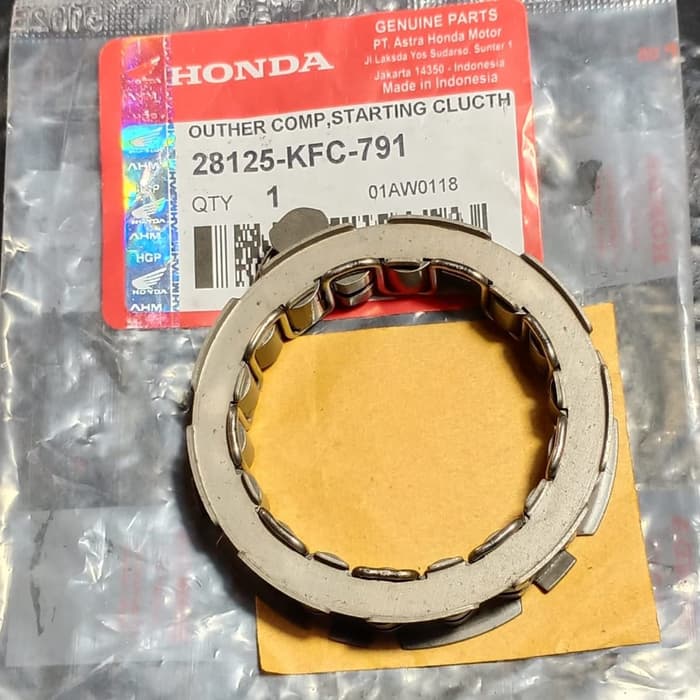 GENUINE PARTS
PT. Astra Honda Motor
Jl. Laksda Yos Sudarso, Sunter 1
Jakarta 14350 - Indonesia
Made in Indonesia
HONDA
OUTHER COMP,STARTING CLUCTH
28125-KFC-791
QTY 1 01AW0118
AHM
HGP
HONDA
AHM
HGP
HONDA
AHM